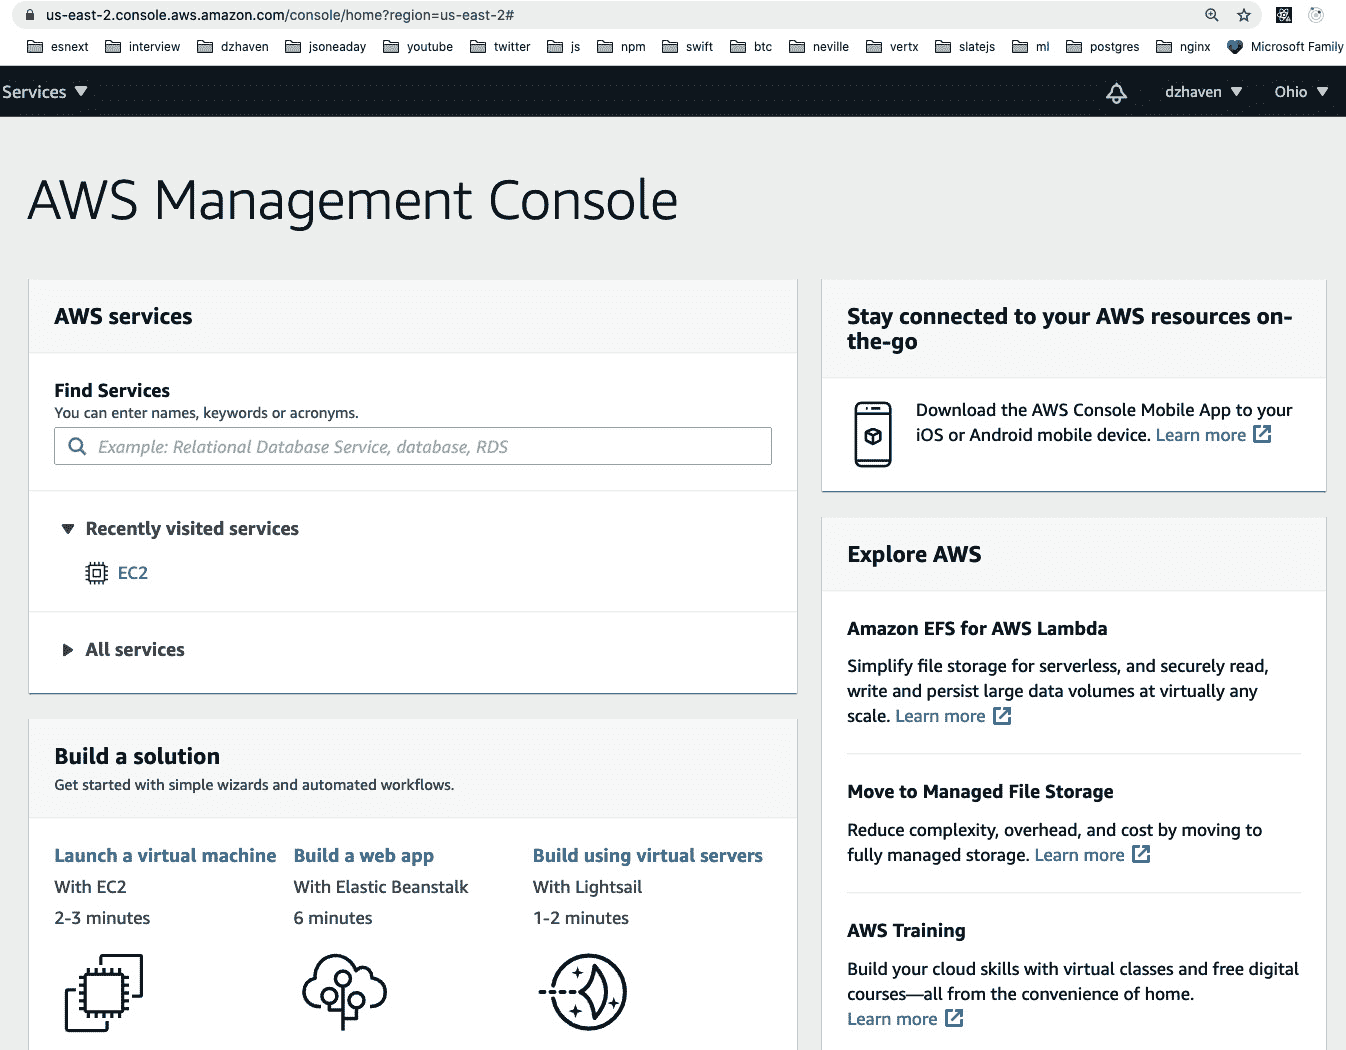 us-east-2.console.aws.amazon.com/console/home?region=us-east-2#
esnext interview dzhaven jsoneaday youtube twitter js npm swift btc neville vertx slatejs ml postgres nginx Microsoft Family
Services dzhaven Ohio
AWS Management Console
AWS services
Find Services
You can enter names, keywords or acronyms.
Example: Relational Database Service, database, RDS
Recently visited services
EC2
All services
Build a solution
Get started with simple wizards and automated workflows.
Launch a virtual machine
With EC2
2-3 minutes
Build a web app
With Elastic Beanstalk
6 minutes
Build using virtual servers
With Lightsail
1-2 minutes
Stay connected to your AWS resources on-
the-go
Download the AWS Console Mobile App to your
iOS or Android mobile device. Learn more
Explore AWS
Amazon EFS for AWS Lambda
Simplify file storage for serverless, and securely read,
write and persist large data volumes at virtually any
scale. Learn more
Move to Managed File Storage
Reduce complexity, overhead, and cost by moving to
fully managed storage. Learn more
AWS Training
Build your cloud skills with virtual classes and free digital
courses—all from the convenience of home.
Learn more